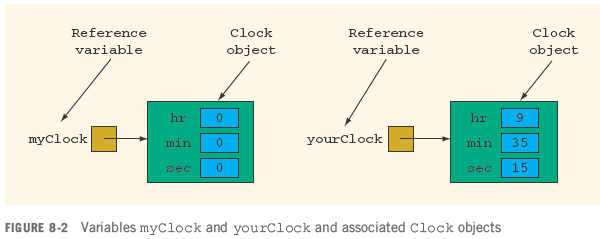 Reference variable
Clock object
Reference variable
Clock object
myClock
hr 0
min 0
sec 0
yourClock
hr 9
min 35
sec 15
FIGURE 8-2 Variables myClock and yourClock and associated Clock objects